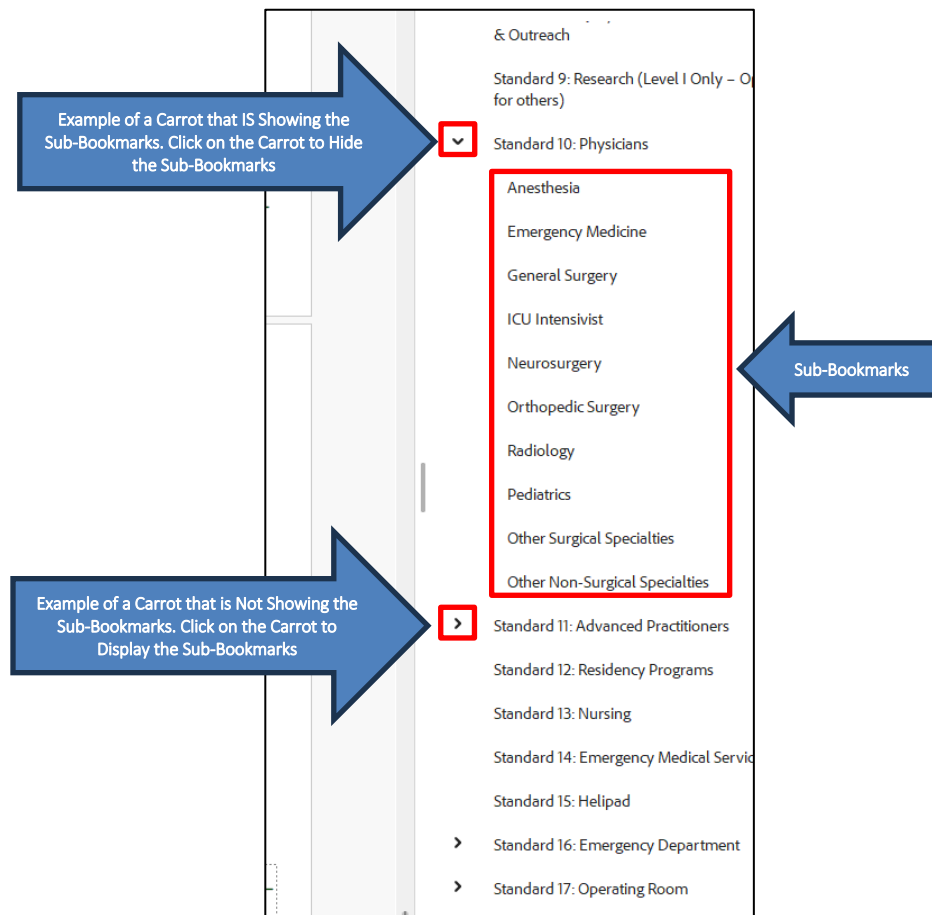 & Outreach
Standard 9: Research (Level I Only – O
for others)
Example of a Carrot that IS Showing the
Sub-Bookmarks. Click on the Carrot to Hide
the Sub-Bookmarks
Standard 10: Physicians
Anesthesia
Emergency Medicine
General Surgery
ICU Intensivist
Neurosurgery
Sub-Bookmarks
Orthopedic Surgery
Radiology
Pediatrics
Other Surgical Specialties
Other Non-Surgical Specialties
Example of a Carrot that is Not Showing the
Sub-Bookmarks. Click on the Carrot to
Display the Sub-Bookmarks
Standard 11: Advanced Practitioners
Standard 12: Residency Programs
Standard 13: Nursing
Standard 14: Emergency Medical Servic
Standard 15: Helipad
Standard 16: Emergency Department
Standard 17: Operating Room